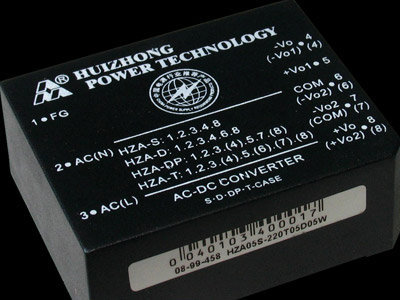 HUIZHONG
POWER TECHNOLOGY
1•FG
2•AC(N)
3•AC(L)
HZA-S: 1,2,3,4,8
HZA-D: 1,2,3,4,6,8
HZA-DP: 1,2,3,(4),5,7,(8)
HZA-T: 1,2,3,(4),5,(6),(7),(8)
AC-DC CONVERTER
S-D-DP-T-CASE
-Vo • 4
(-Vo1) • (4)
+Vo1 • 5
COM • 6
(-Vo2) • (6)
-Vo2 • 7
(COM) • (7)
+Vo • 8
(+Vo2) • (8)
0040103400017
08-99-458 HZA05S-220T05D05W